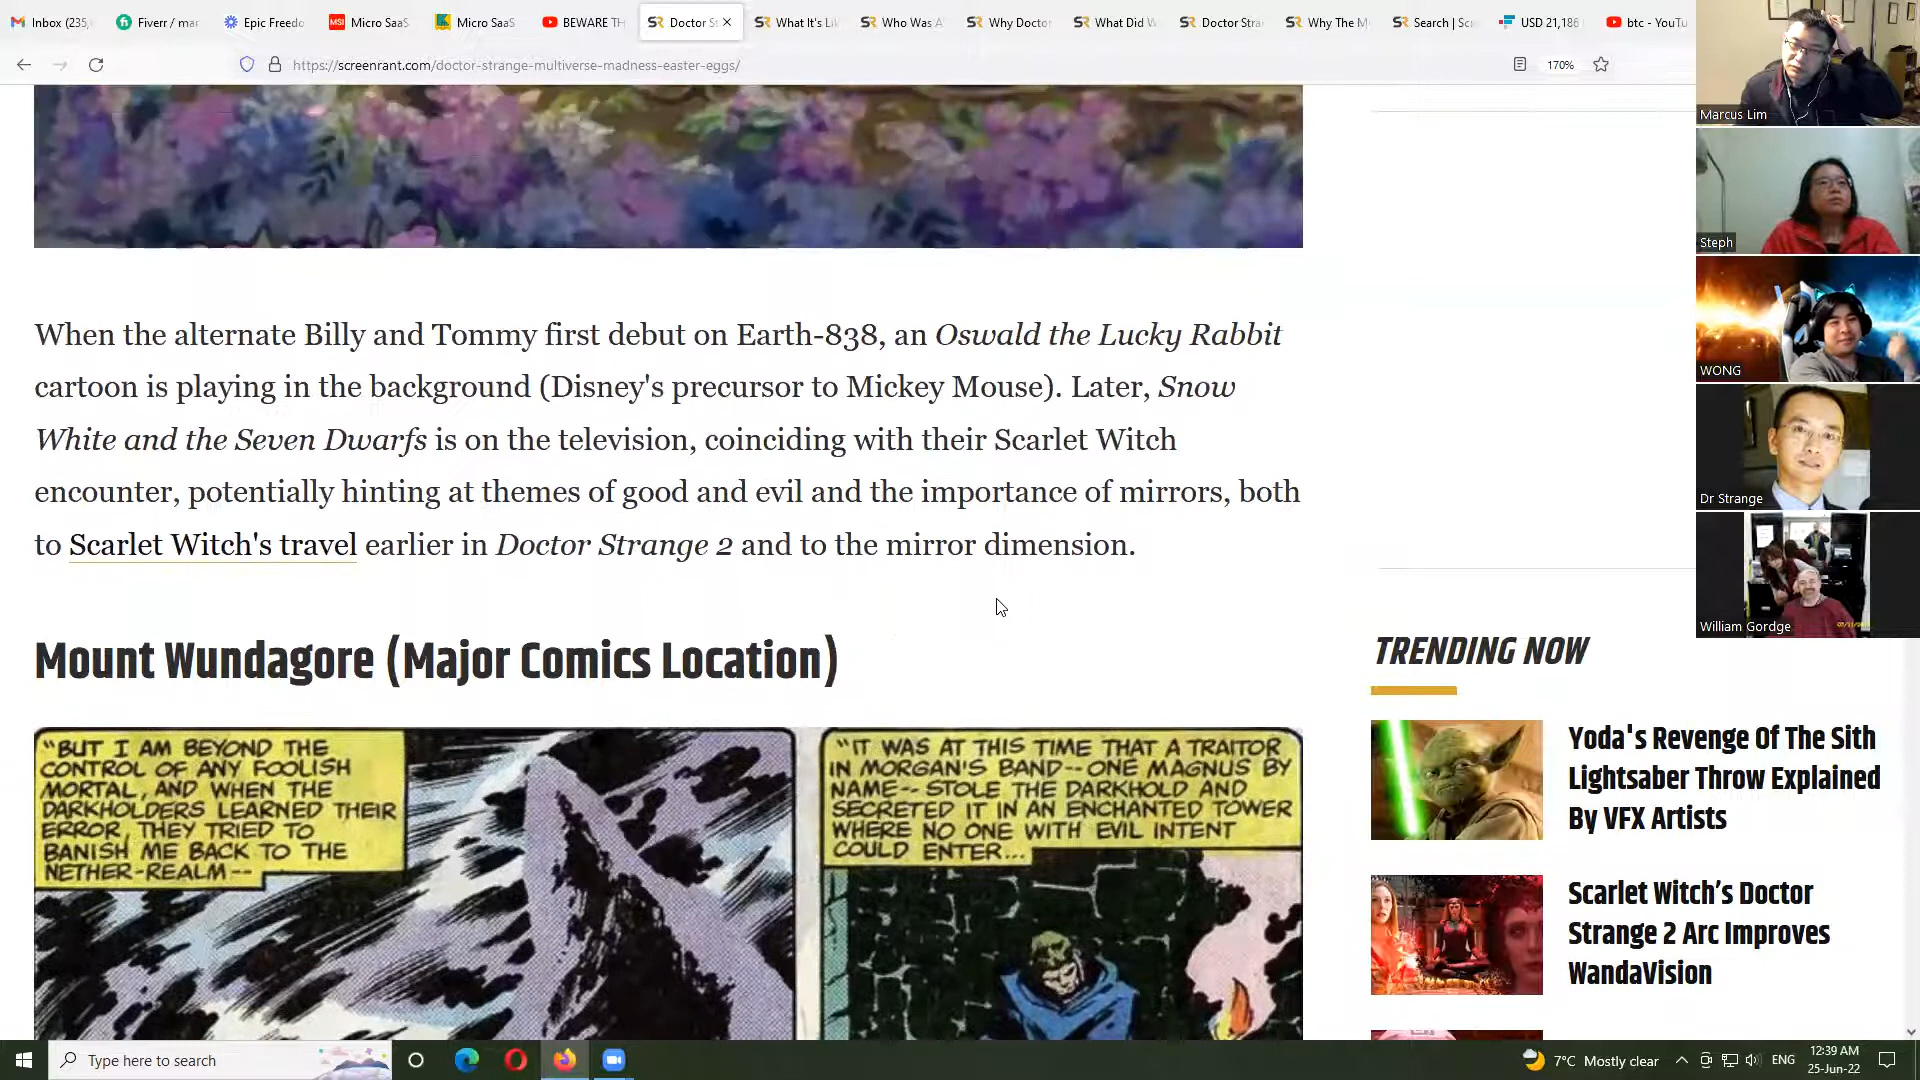 Inbox (235,
Fiverr / mar
Epic Freedo
MSI
Micro SaaS
Micro SaaS
BEWARE TH
SR
Doctor S
SR
What It's Li
SR
Who Was A
SR
Why Docto
SR
What Did W
SR
Doctor Stra
SR
Why The M
SR
Search | Sc
USD 21,186
btc - YouTu
https://screenrant.com/doctor-strange-multiverse-madness-easter-eggs/
170%
Marcus Lim
Steph
WONG
Dr Strange
William Gordge
When the alternate Billy and Tommy first debut on Earth-838, an Oswald the Lucky Rabbit
cartoon is playing in the background (Disney's precursor to Mickey Mouse). Later, Snow
White and the Seven Dwarfs is on the television, coinciding with their Scarlet Witch
encounter, potentially hinting at themes of good and evil and the importance of mirrors, both
to Scarlet Witch's travel earlier in Doctor Strange 2 and to the mirror dimension.
Mount Wundagore (Major Comics Location)
"BUT I AM BEYOND THE
CONTROL OF ANY FOOLISH
MORTAL, AND WHEN THE
DARKHOLDERS LEARNED THEIR
ERROR, THEY TRIED TO
BANISH ME BACK TO THE
NETHER-REALM--
"IT WAS AT THIS TIME THAT A TRAITOR
IN MORGAN'S BAND--ONE MAGNUS BY
NAME--STOLE THE DARKHOLD AND
SECRETED IT IN AN ENCHANTED TOWER
WHERE NO ONE WITH EVIL INTENT
COULD ENTER...
TRENDING NOW
Yoda's Revenge Of The Sith
Lightsaber Throw Explained
By VFX Artists
Scarlet Witch's Doctor
Strange 2 Arc Improves
WandaVision
Type here to search
7°C Mostly clear
ENG
12:39 AM
25-Jun-22